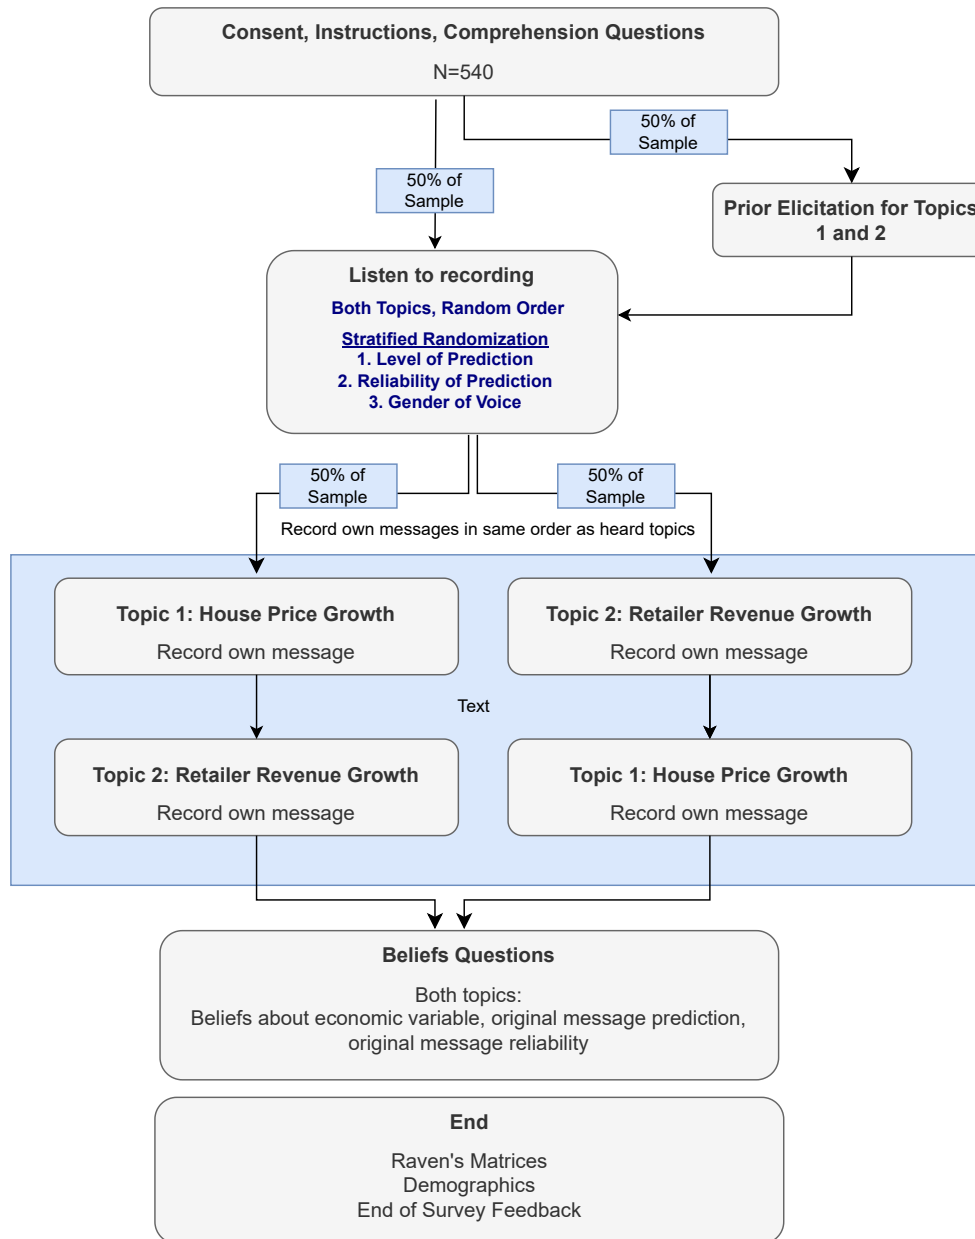 Consent, Instructions, Comprehension Questions
N=540
50% of
Sample
50% of
Sample
Prior Elicitation for Topics
1 and 2
Listen to recording
Both Topics, Random Order
Stratified Randomization
1. Level of Prediction
2. Reliability of Prediction
3. Gender of Voice
50% of
Sample
50% of
Sample
Record own messages in same order as heard topics
Topic 1: House Price Growth
Record own message
Topic 2: Retailer Revenue Growth
Record own message
Text
Topic 2: Retailer Revenue Growth
Record own message
Topic 1: House Price Growth
Record own message
Beliefs Questions
Both topics:
Beliefs about economic variable, original message prediction,
original message reliability
End
Raven's Matrices
Demographics
End of Survey Feedback